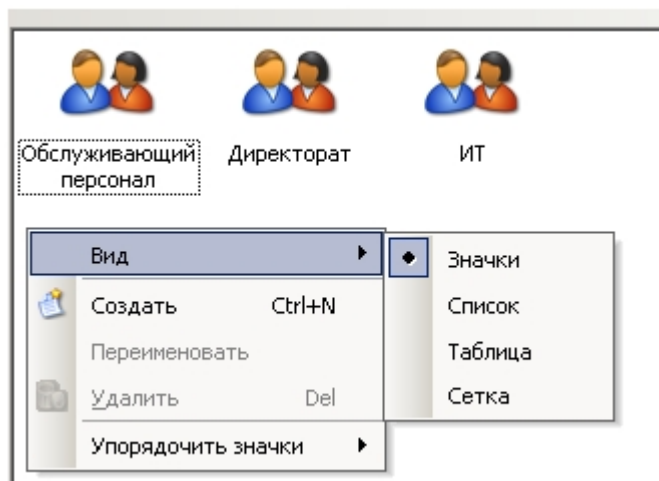 Обслуживающий
персонал
Директорат
ИТ
Вид
Создать Ctrl+N
Переименовать
Удалить Del
Упорядочить значки
Значки
Список
Таблица
Сетка